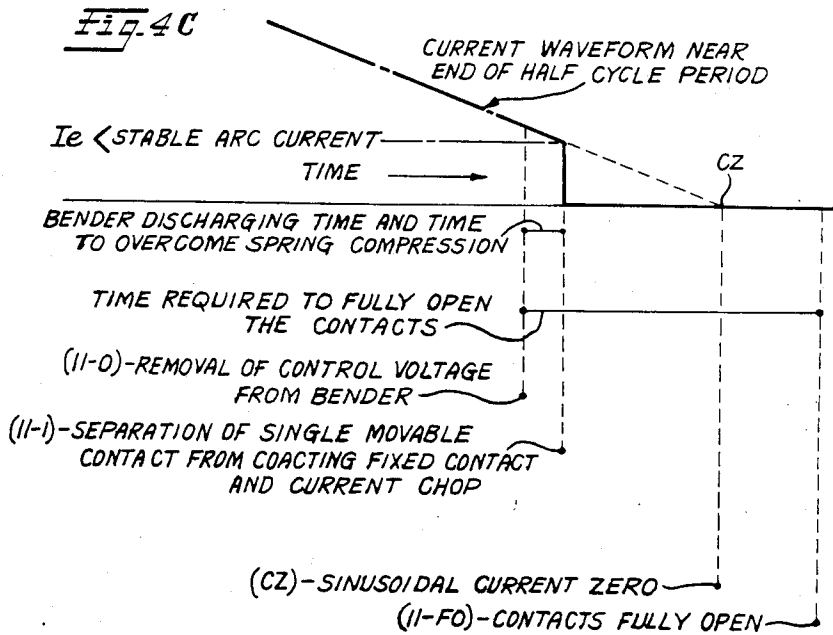 Fig. 4C
CURRENT WAVEFORM NEAR
END OF HALF CYCLE PERIOD
Ie < STABLE ARC CURRENT
TIME
CZ
BENDER DISCHARGING TIME AND TIME
TO OVERCOME SPRING COMPRESSION
TIME REQUIRED TO FULLY OPEN
THE CONTACTS
(11-0)-REMOVAL OF CONTROL VOLTAGE
FROM BENDER
(11-1)-SEPARATION OF SINGLE MOVABLE
CONTACT FROM COACTING FIXED CONTACT
AND CURRENT CHOP
(CZ)-SINUSOIDAL CURRENT ZERO
(11-FO)-CONTACTS FULLY OPEN